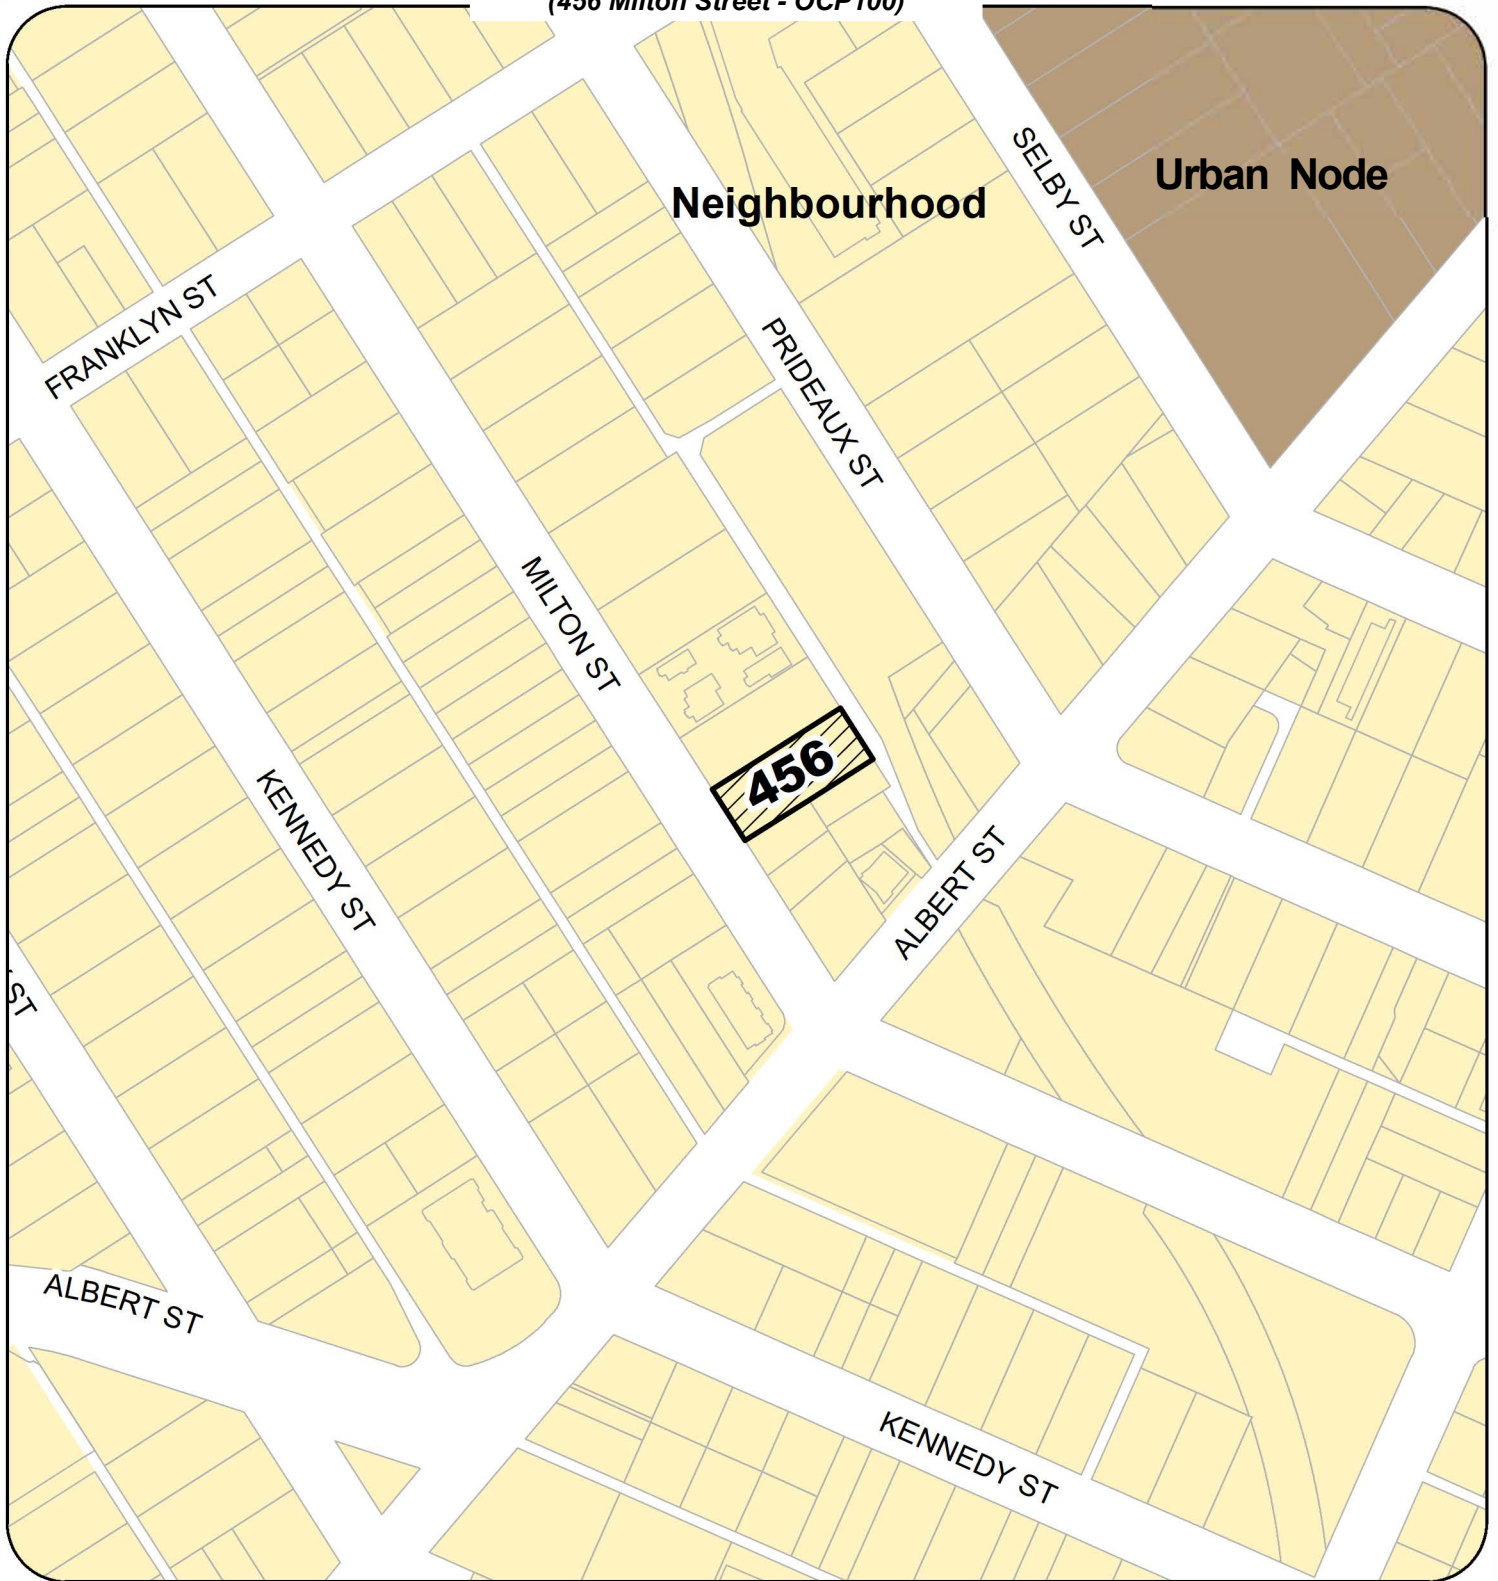 (456 Milton Street - OCP100)
Urban Node
Neighbourhood
SELBY ST
FRANKLYN ST
PRIDEAUX ST
MILTON ST
456
KENNEDY ST
ALBERT ST
ST
ALBERT ST
KENNEDY ST